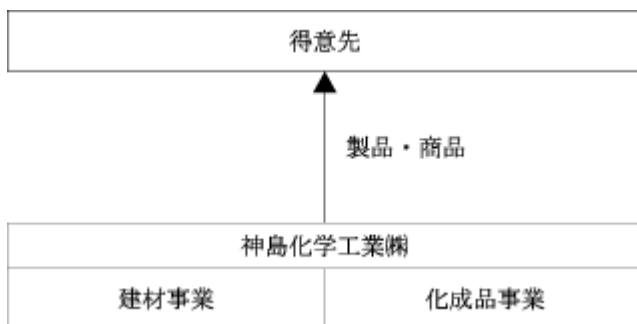 得意先
製品・商品
神島化学工業㈱
建材事業
化成品事業